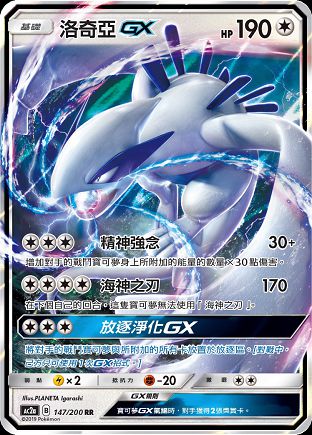 基礎 洛奇亞GX HP 190
精神強念 30+
增加對手的戰鬥寶可夢身上所附加的能量的數量×30點傷害。
海神之刃 170
在下個自己的回合，這隻寶可夢無法使用「海神之刃」。
放逐淨化GX
將對手的戰鬥寶可夢與所附加的所有卡放置於放逐區。[對戰中，
己方只可使用1次GX招式。]
弱點 ×2 抵抗力 -20 撤退
Illus.PLANETA Igarashi
GX規則
AC2a B 147/200 RR
寶可夢GX氣絕時，對手獲得2張獎賞卡。
©2019 Pokémon